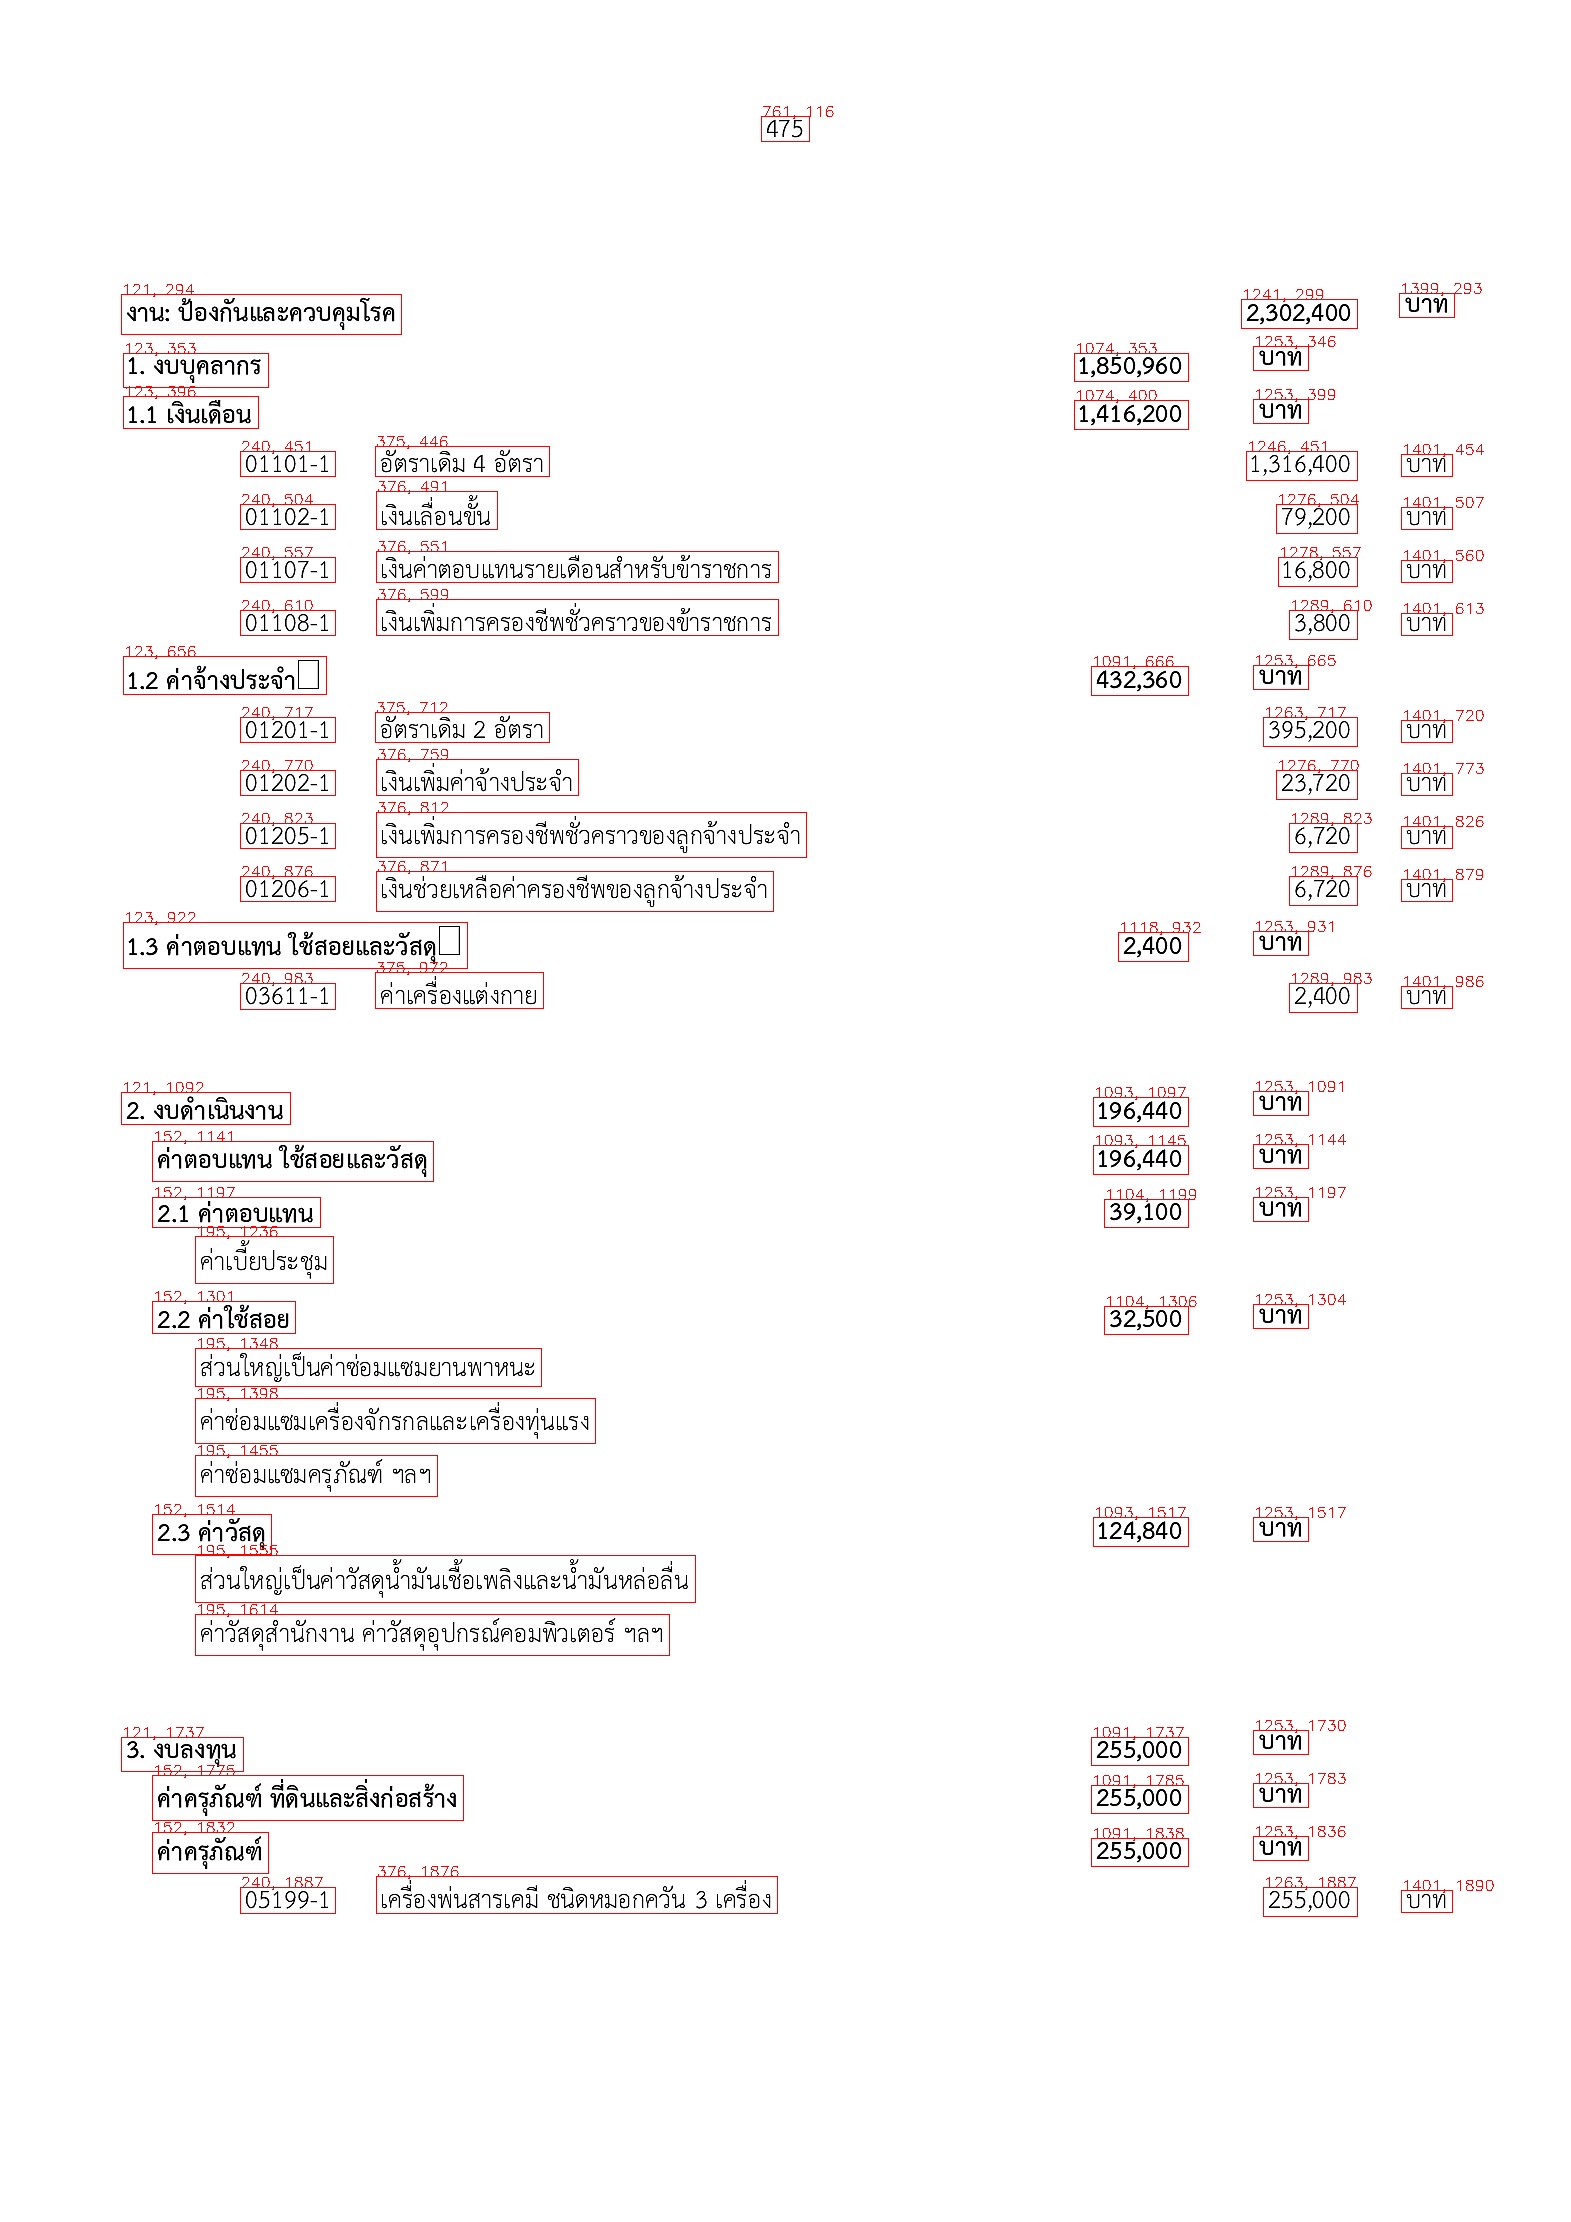 761, 116
475
121, 294 1241, 299 1399, 293
งาน: ป้องกันและควบคุมโรค 2,302,400 บาท
123, 353 1074, 353 1253, 346
1. งบบุคลากร 1,850,960 บาท
123, 396 1074, 400 1253, 399
1.1 เงินเดือน 1,416,200 บาท
240, 451 375, 446 1246, 451 1401, 454
01101-1 อัตราเดิม 4 อัตรา 1,316,400 บาท
240, 504 376, 491 1276, 504 1401, 507
01102-1 เงินเลื่อนขั้น 79,200 บาท
240, 557 376, 551 1278, 557 1401, 560
01107-1 เงินค่าตอบแทนรายเดือนสำหรับข้าราชการ 16,800 บาท
240, 610 376, 599 1289, 610 1401, 613
01108-1 เงินเพิ่มการครองชีพชั่วคราวของข้าราชการ 3,800 บาท
123, 656 1091, 666 1253, 665
1.2 ค่าจ้างประจำ 432,360 บาท
240, 717 375, 712 1263, 717 1401, 720
01201-1 อัตราเดิม 2 อัตรา 395,200 บาท
240, 770 376, 759 1276, 770 1401, 773
01202-1 เงินเพิ่มค่าจ้างประจำ 23,720 บาท
240, 823 376, 812 1289, 823 1401, 826
01205-1 เงินเพิ่มการครองชีพชั่วคราวของลูกจ้างประจำ 6,720 บาท
240, 876 376, 871 1289, 876 1401, 879
01206-1 เงินช่วยเหลือค่าครองชีพของลูกจ้างประจำ 6,720 บาท
123, 922 1118, 932 1253, 931
1.3 ค่าตอบแทน ใช้สอยและวัสดุ 2,400 บาท
240, 983 375, 972 1289, 983 1401, 986
03611-1 ค่าเครื่องแต่งกาย 2,400 บาท
121, 1092 1093, 1097 1253, 1091
2. งบดำเนินงาน 196,440 บาท
152, 1141 1093, 1145 1253, 1144
ค่าตอบแทน ใช้สอยและวัสดุ 196,440 บาท
152, 1197 1104, 1199 1253, 1197
2.1 ค่าตอบแทน 39,100 บาท
195, 1236
ค่าเบี้ยประชุม
152, 1301 1104, 1306 1253, 1304
2.2 ค่าใช้สอย 32,500 บาท
195, 1348
ส่วนใหญ่เป็นค่าซ่อมแซมยานพาหนะ
195, 1398
ค่าซ่อมแซมเครื่องจักรกลและเครื่องทุ่นแรง
195, 1455
ค่าซ่อมแซมครุภัณฑ์ ฯลฯ
152, 1514 1093, 1517 1253, 1517
2.3 ค่าวัสดุ 124,840 บาท
195, 1555
ส่วนใหญ่เป็นค่าวัสดุน้ำมันเชื้อเพลิงและน้ำมันหล่อลื่น
195, 1614
ค่าวัสดุสำนักงาน ค่าวัสดุอุปกรณ์คอมพิวเตอร์ ฯลฯ
121, 1737 1091, 1737 1253, 1730
3. งบลงทุน 255,000 บาท
152, 1775 1091, 1785 1253, 1783
ค่าครุภัณฑ์ ที่ดินและสิ่งก่อสร้าง 255,000 บาท
152, 1832 1091, 1838 1253, 1836
ค่าครุภัณฑ์ 255,000 บาท
240, 1887 376, 1876 1263, 1887 1401, 1890
05199-1 เครื่องพ่นสารเคมี ชนิดหมอกควัน 3 เครื่อง 255,000 บาท